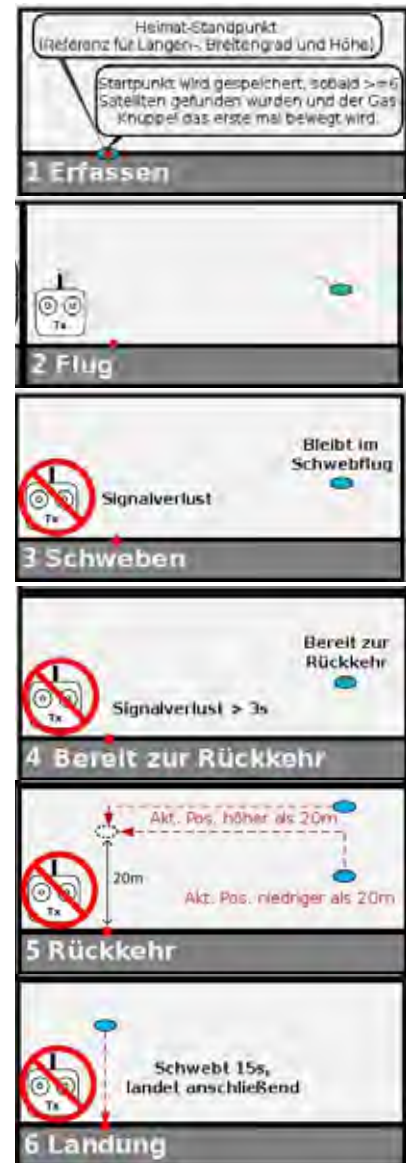 Heimat-Standpunkt
(Referenz für Längen-, Breitengrad und Höhe)
Startpunkt wird gespeichert, sobald >=6
Satelliten gefunden wurden und der Gas
Knüppel das erste mal bewegt wird.
1 Erfassen
Tx
2 Flug
Bleibt im
Schwebflug
Signalverlust
Tx
3 Schweben
Bereit zur
Rückkehr
Signalverlust > 3s
Tx
4 Bereit zur Rückkehr
Akt. Pos. höher als 20m
20m
Akt. Pos. niedriger als 20m
Tx
5 Rückkehr
Schwebt 15s,
landet anschließend
Tx
6 Landung